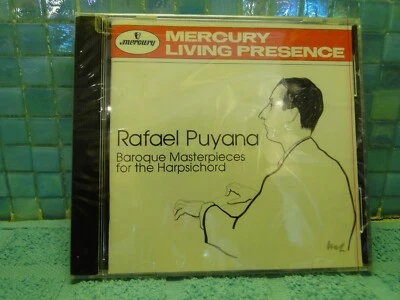 mercury
MERCURY
LIVING PRESENCE
Rafael Puyana
Baroque Masterpieces
for the Harpsichord